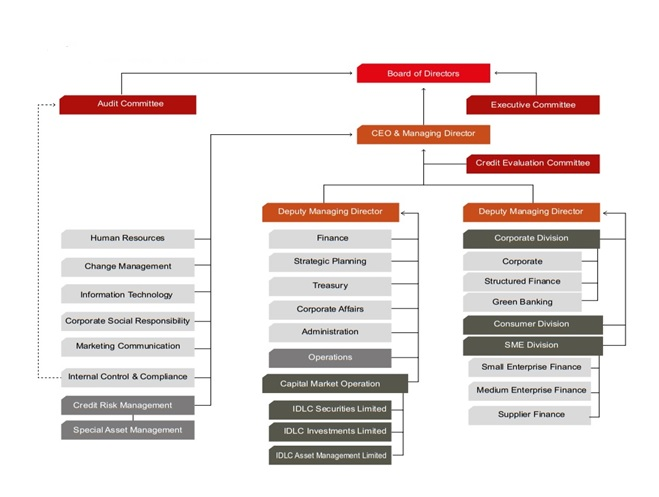 Board of Directors
Audit Committee
Executive Committee
CEO & Managing Director
Credit Evaluation Committee
Deputy Managing Director
Deputy Managing Director
Human Resources
Change Management
Information Technology
Corporate Social Responsibility
Marketing Communication
Internal Control & Compliance
Credit Risk Management
Special Asset Management
Finance
Strategic Planning
Treasury
Corporate Affairs
Administration
Operations
Capital Market Operation
IDLC Securities Limited
IDLC Investments Limited
IDLC Asset Management Limited
Corporate Division
Corporate
Structured Finance
Green Banking
Consumer Division
SME Division
Small Enterprise Finance
Medium Enterprise Finance
Supplier Finance